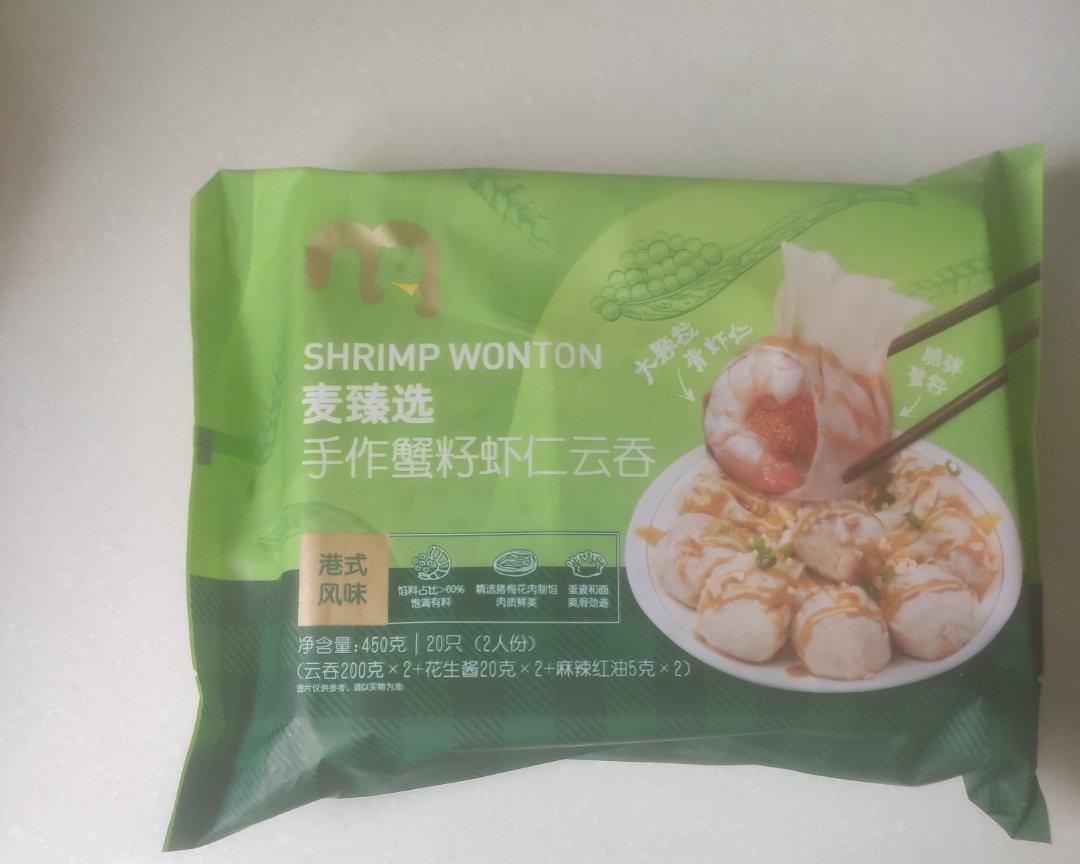 SHRIMP WONTON
麦臻选
手作蟹籽虾仁云吞
大颗粒
青虾仁
脆弹
蟹籽
港式
风味
馅料占比>60%
饱满有料
精选猪梅花肉制馅
肉质鲜美
蛋液和面
爽滑劲道
净含量:450克 | 20只（2人份）
(云吞200克×2+花生酱20克×2+麻辣红油5克×2)
图片仅供参考，请以实物为准